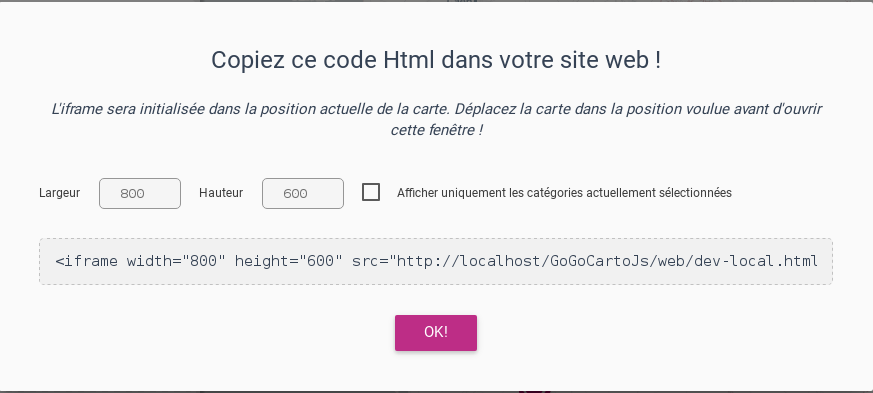 Copiez ce code Html dans votre site web !
L'iframe sera initialisée dans la position actuelle de la carte. Déplacez la carte dans la position voulue avant d'ouvrir
cette fenêtre !
Largeur 800 Hauteur 600 Afficher uniquement les catégories actuellement sélectionnées
<iframe width="800" height="600" src="http://localhost/GoGoCartoJs/web/dev-local.html
OK!